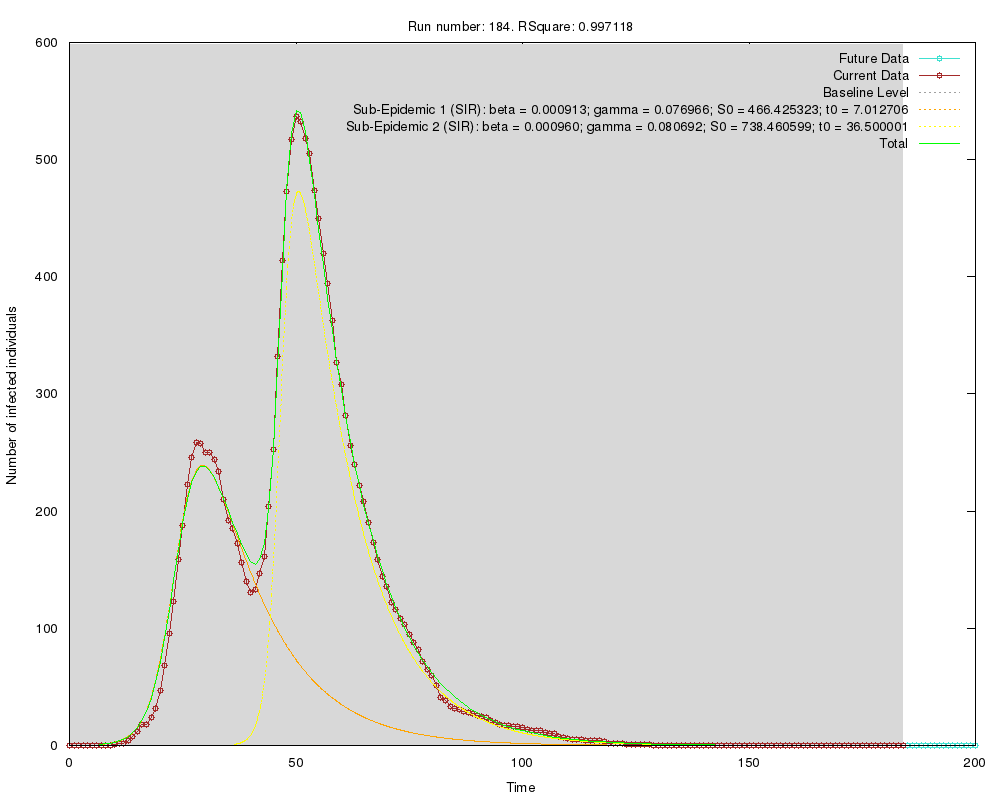 Run number: 184. RSquare: 0.997118
Future Data
Current Data
Baseline Level
Sub-Epidemic 1 (SIR): beta = 0.000913; gamma = 0.076966; S0 = 466.425323; t0 = 7.012706
Sub-Epidemic 2 (SIR): beta = 0.000960; gamma = 0.080692; S0 = 738.460599; t0 = 36.500001
Total
Number of infected individuals
600
500
400
300
200
100
0
0 50 100 150 200
Time